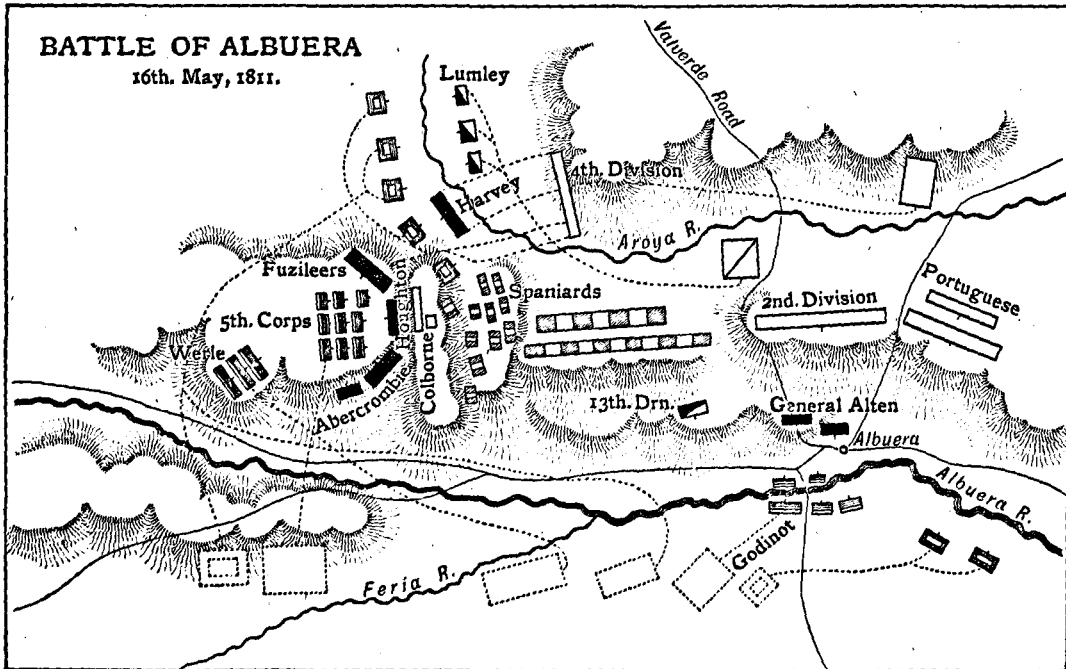 BATTLE OF ALBUERA
16th. May, 1811.
Lumley
Valverde Road
4th. Division
Harvey
Aroya R.
Fuzileers
Houghton
Spaniards
Portuguese
5th. Corps
2nd. Division
Werle
Colborne
Abercrombie
13th. Drn.
General Alten
Albuera
Albuera R.
Godinot
Feria R.